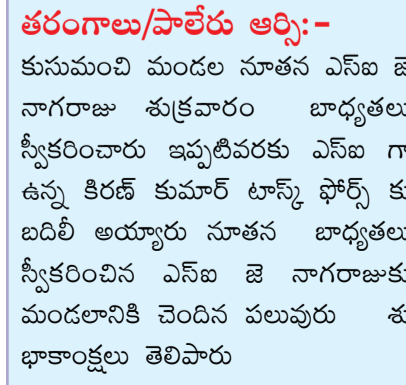 తరంగాలు/పాలేరు ఆర్సి:-
కుసుమంచి మండల నూతన ఎస్ఐ జె
నాగరాజు శుక్రవారం బాధ్యతలు
స్వీకరించారు ఇప్పటివరకు ఎస్ఐ గా
ఉన్న కిరణ్ కుమార్ టాస్క్ ఫోర్స్ కు
బదిలీ అయ్యారు నూతన బాధ్యతలు
స్వీకరించిన ఎస్ఐ జె నాగరాజుకు
మండలానికి చెందిన పలువురు శు
భాకాంక్షలు తెలిపారు